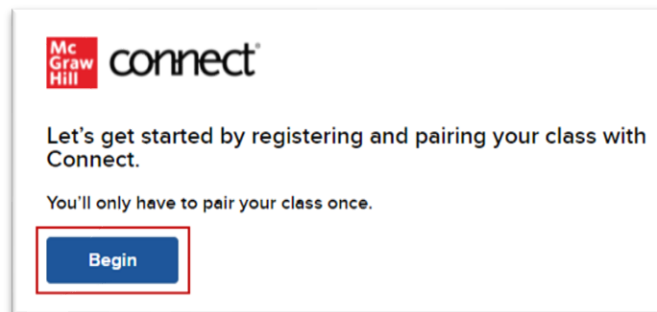 Mc
Graw
Hill
connect®
Let's get started by registering and pairing your class with
Connect.
You'll only have to pair your class once.
Begin